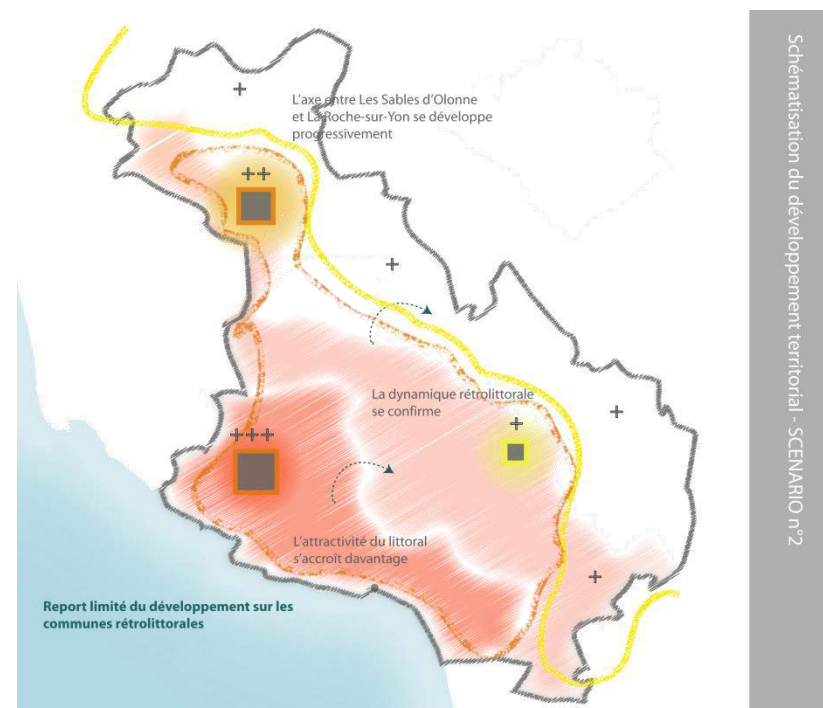 L'axe entre Les Sables d'Olonne
et La Roche-sur-Yon se développe
progressivement
La dynamique rétrolittorale
se confirme
L'attractivité du littoral
s'accroît davantage
Report limité du développement sur les
communes rétrolittorales
Schématisation du développement territorial - SCENARIO n°2